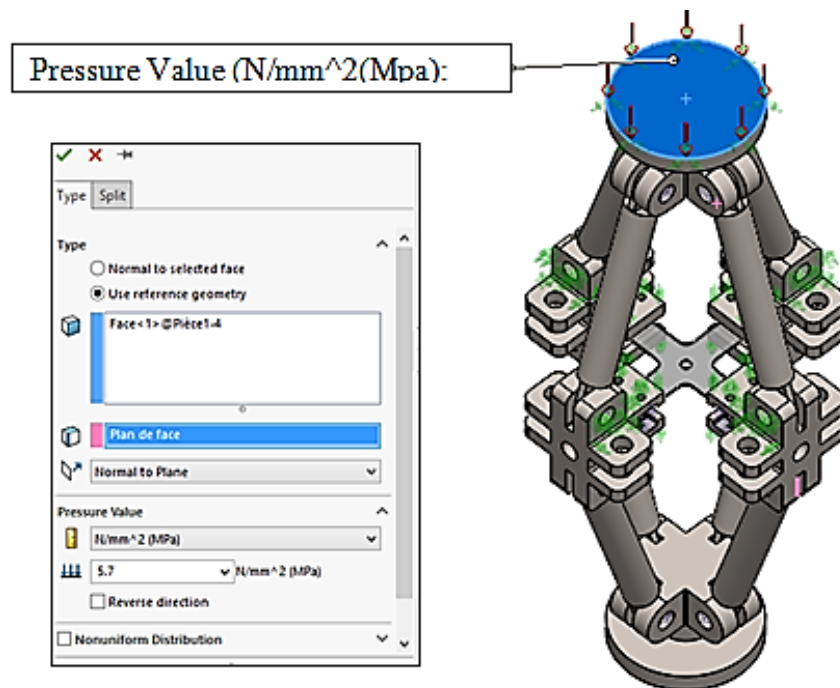 Pressure Value (N/mm^2(Mpa):
Type Split
Type
Normal to selected face
Use reference geometry
Face<1>@Pièce1-4
Plan de face
Normal to Plane
Pressure Value
N/mm^2 (MPa)
5.7 N/mm^2 (MPa)
Reverse direction
Nonuniform Distribution